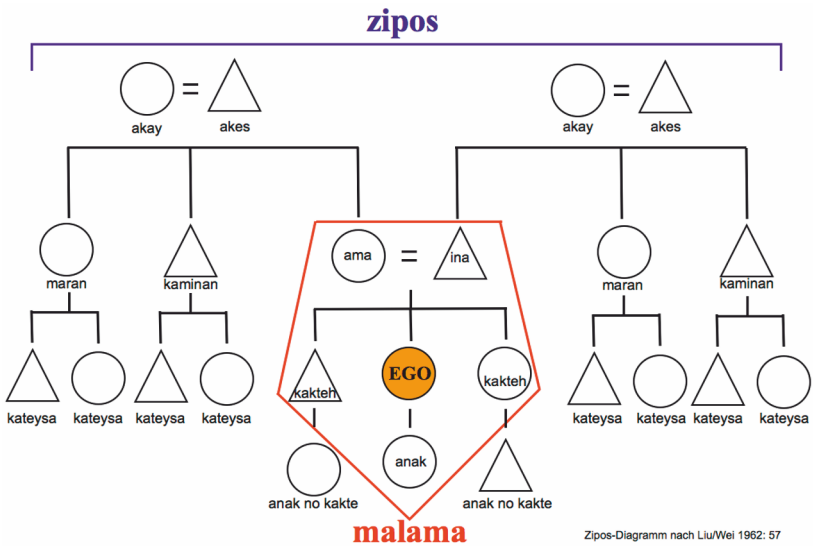 zipos
= =
akay akes akay akes
ama = ina
maran kaminan maran kaminan
kakteh EGO kakteh
kateysa kateysa kateysa kateysa kateysa kateysa kateysa kateysa
anak
anak no kakte anak no kakte
malama
Zipos-Diagramm nach Liu/Wei 1962: 57